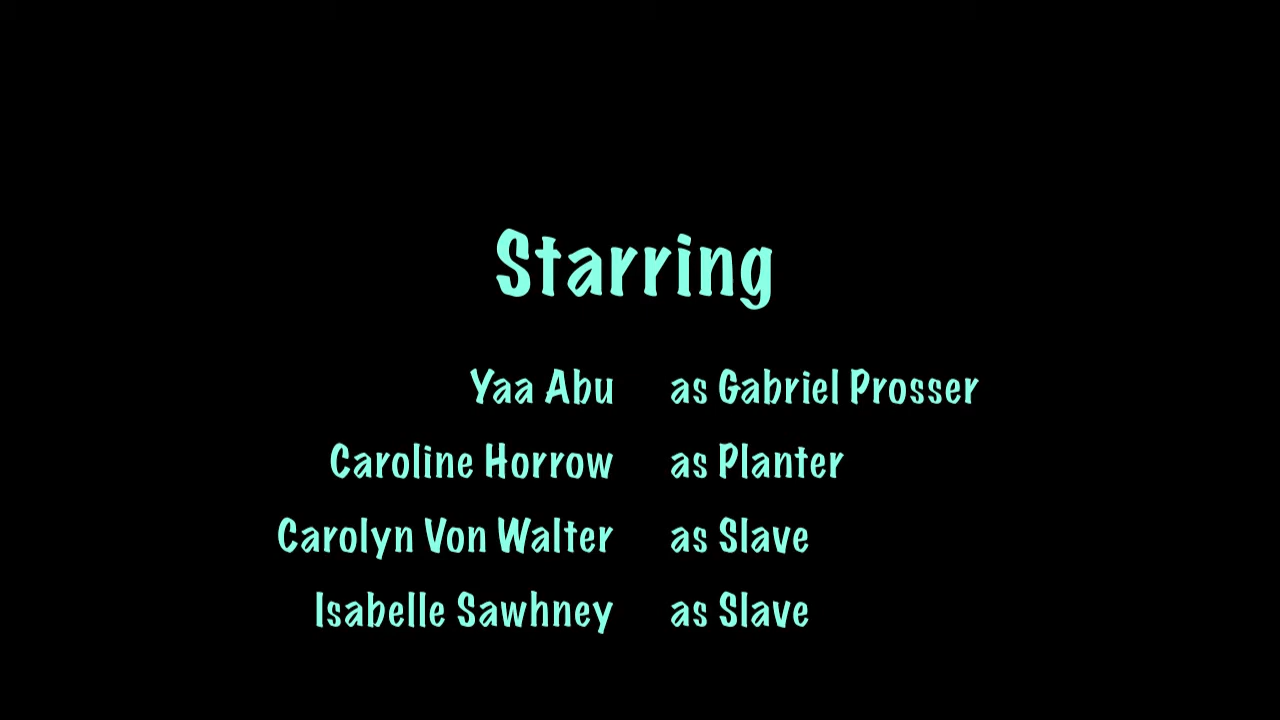 Starring
Yaa Abu as Gabriel Prosser
Caroline Horrow as Planter
Carolyn Von Walter as Slave
Isabelle Sawhney as Slave